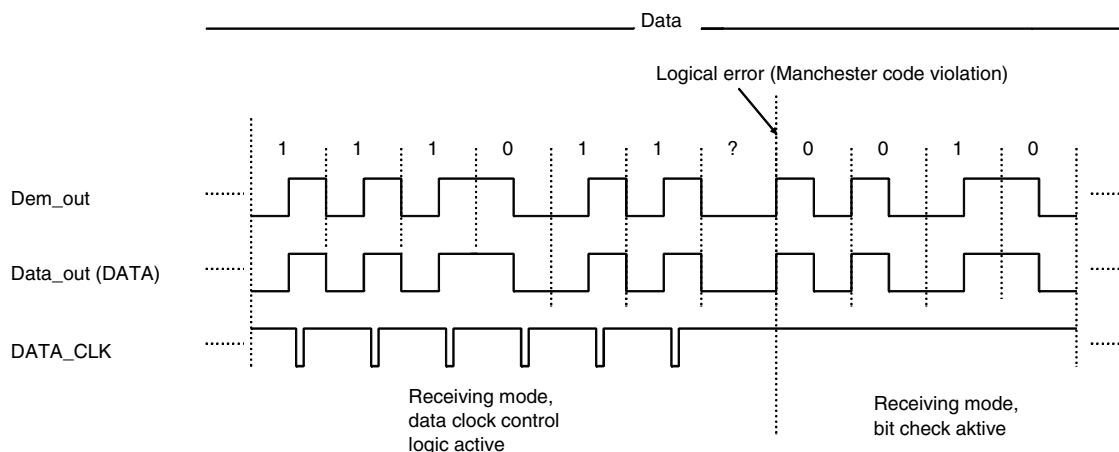 Data
Logical error (Manchester code violation)
1 1 1 0 1 1 ? 0 0 1 0
Dem_out
Data_out (DATA)
DATA_CLK
Receiving mode,
data clock control
logic active
Receiving mode,
bit check aktive